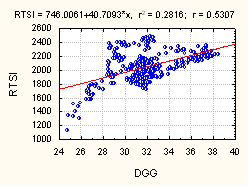 RTSI = 746.0061+40.7093*x, r² = 0.2816; r = 0.5307
2600
2400
2200
2000
1800
1600
1400
1200
1000
RTSI
24 26 28 30 32 34 36 38 40
DGG